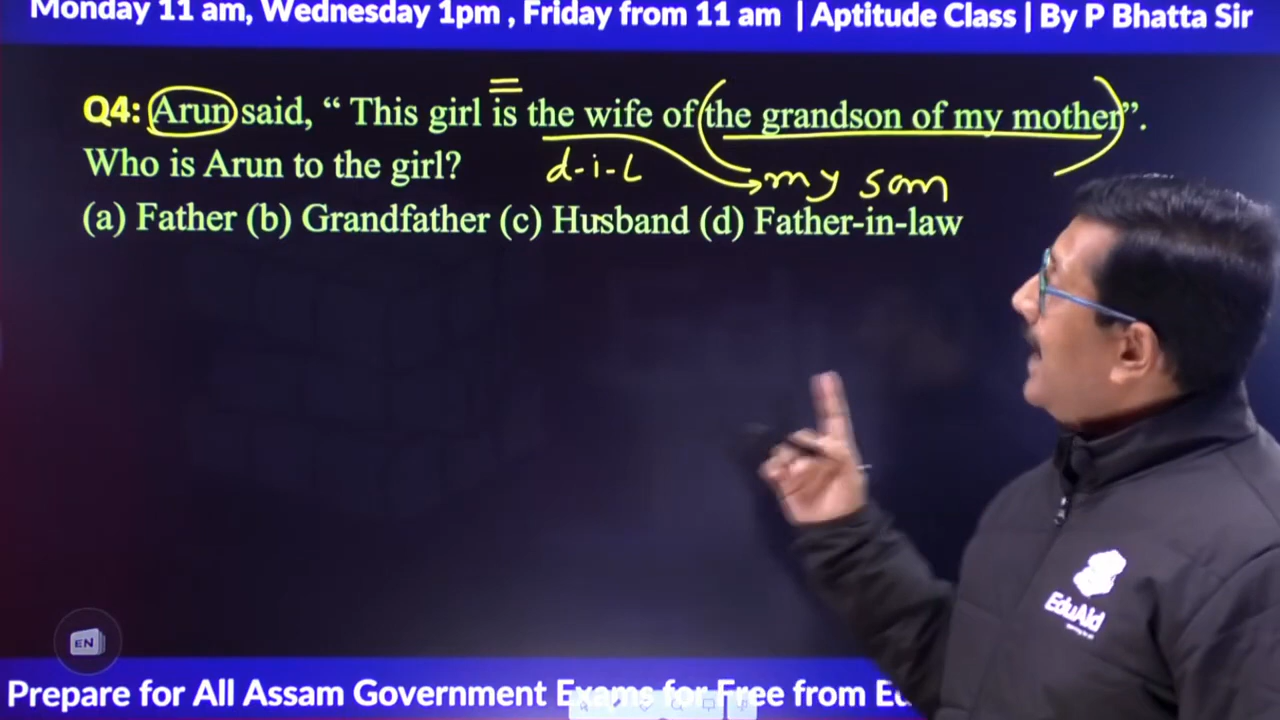 Monday 11 am, Wednesday 1pm , Friday from 11 am | Aptitude Class | By P Bhatta Sir
Q4: Arun said, “ This girl is the wife of the grandson of my mother”.
Who is Arun to the girl?
d-i-L
my son
(a) Father (b) Grandfather (c) Husband (d) Father-in-law
EduAid
EN
Prepare for All Assam Government Exams for Free from